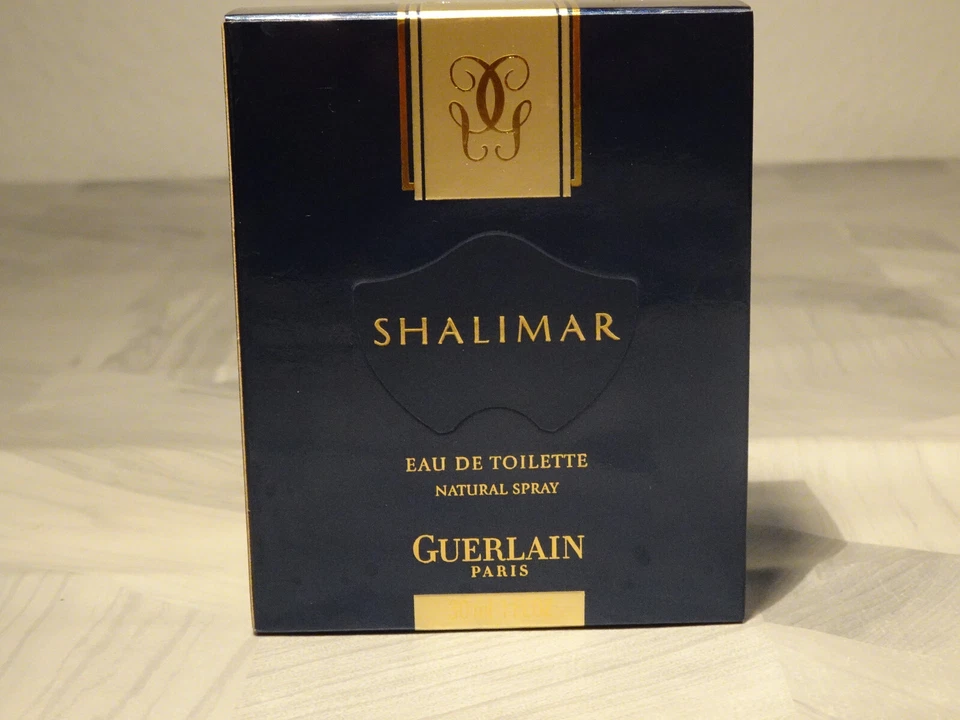 SHALIMAR
EAU DE TOILETTE
NATURAL SPRAY
GUERLAIN
PARIS